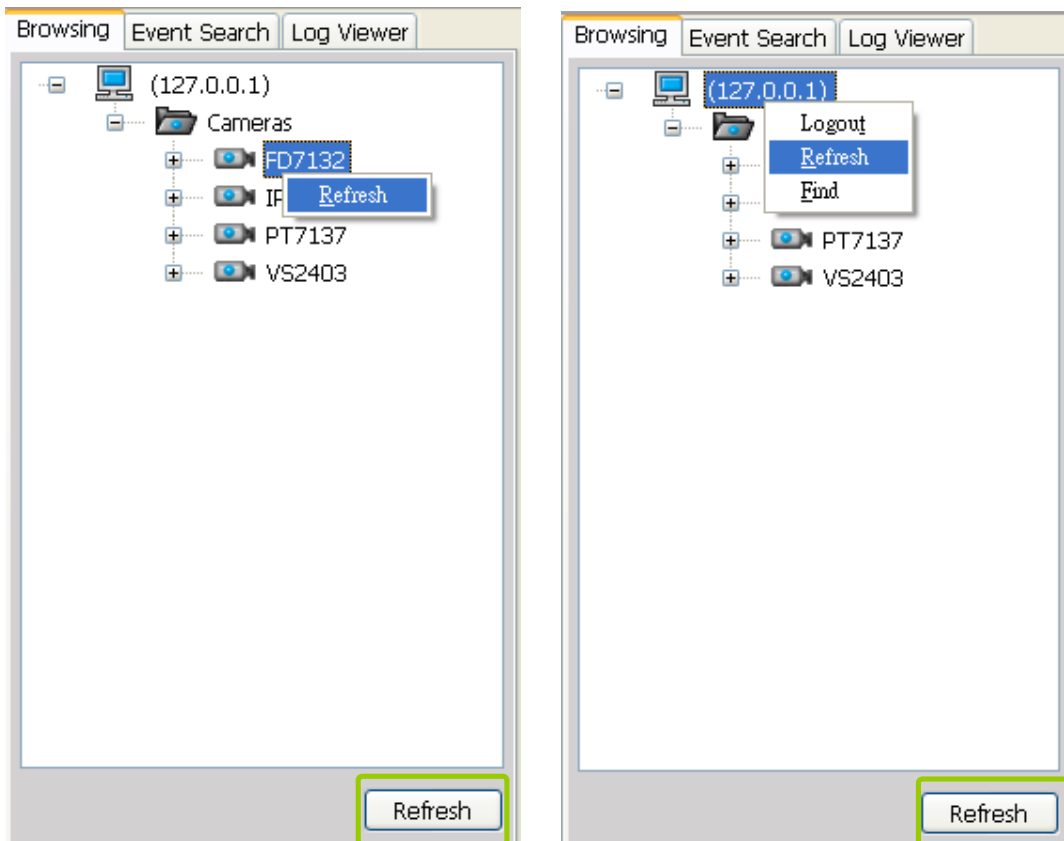 Browsing Event Search Log Viewer
(127.0.0.1)
Cameras
FD7132
Refresh
PT7137
VS2403
Refresh
Browsing Event Search Log Viewer
(127.0.0.1)
Logout
Refresh
Find
PT7137
VS2403
Refresh